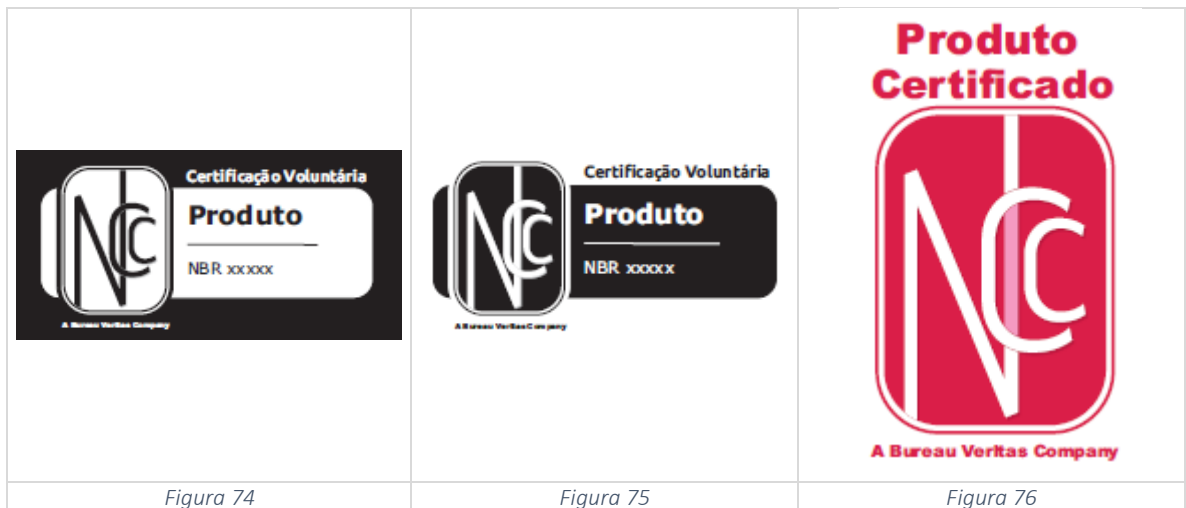 Certificação Voluntária
Produto
NBR xxxxx
NCC
A Bureau Veritas Company
Figura 74
Certificação Voluntária
Produto
NBR xxxxx
NCC
A Bureau Veritas Company
Figura 75
Produto
Certificado
NCC
A Bureau Veritas Company
Figura 76